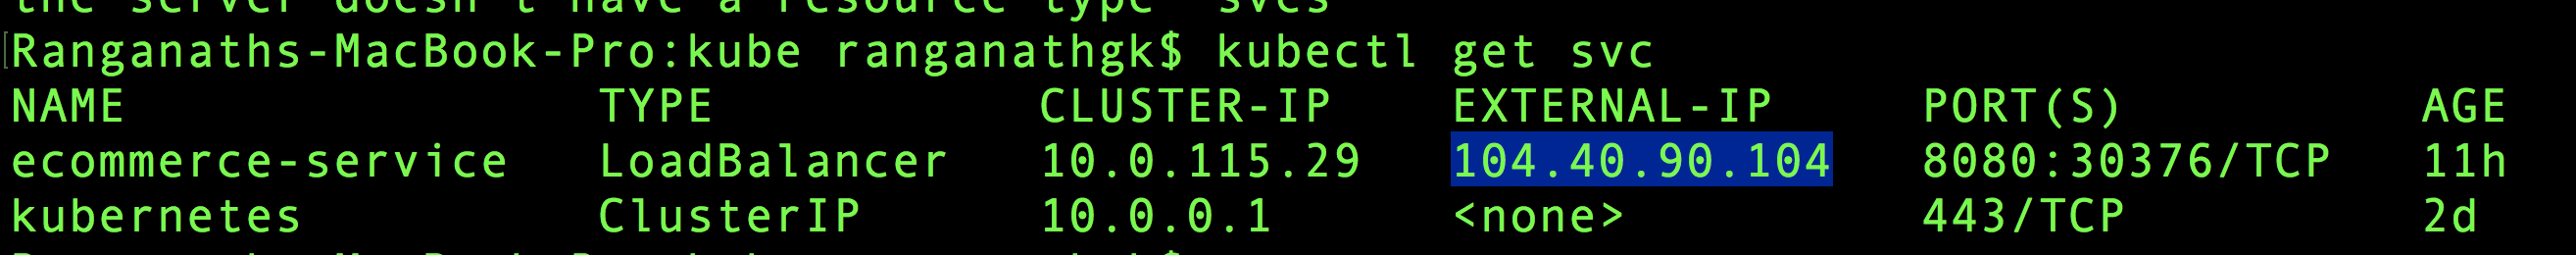 the server doesn't have a resource type "svcs"
Ranganaths-MacBook-Pro:kube ranganathgk$ kubectl get svc
NAME TYPE CLUSTER-IP EXTERNAL-IP PORT(S) AGE
ecommerce-service LoadBalancer 10.0.115.29 104.40.90.104 8080:30376/TCP 11h
kubernetes ClusterIP 10.0.0.1 <none> 443/TCP 2d